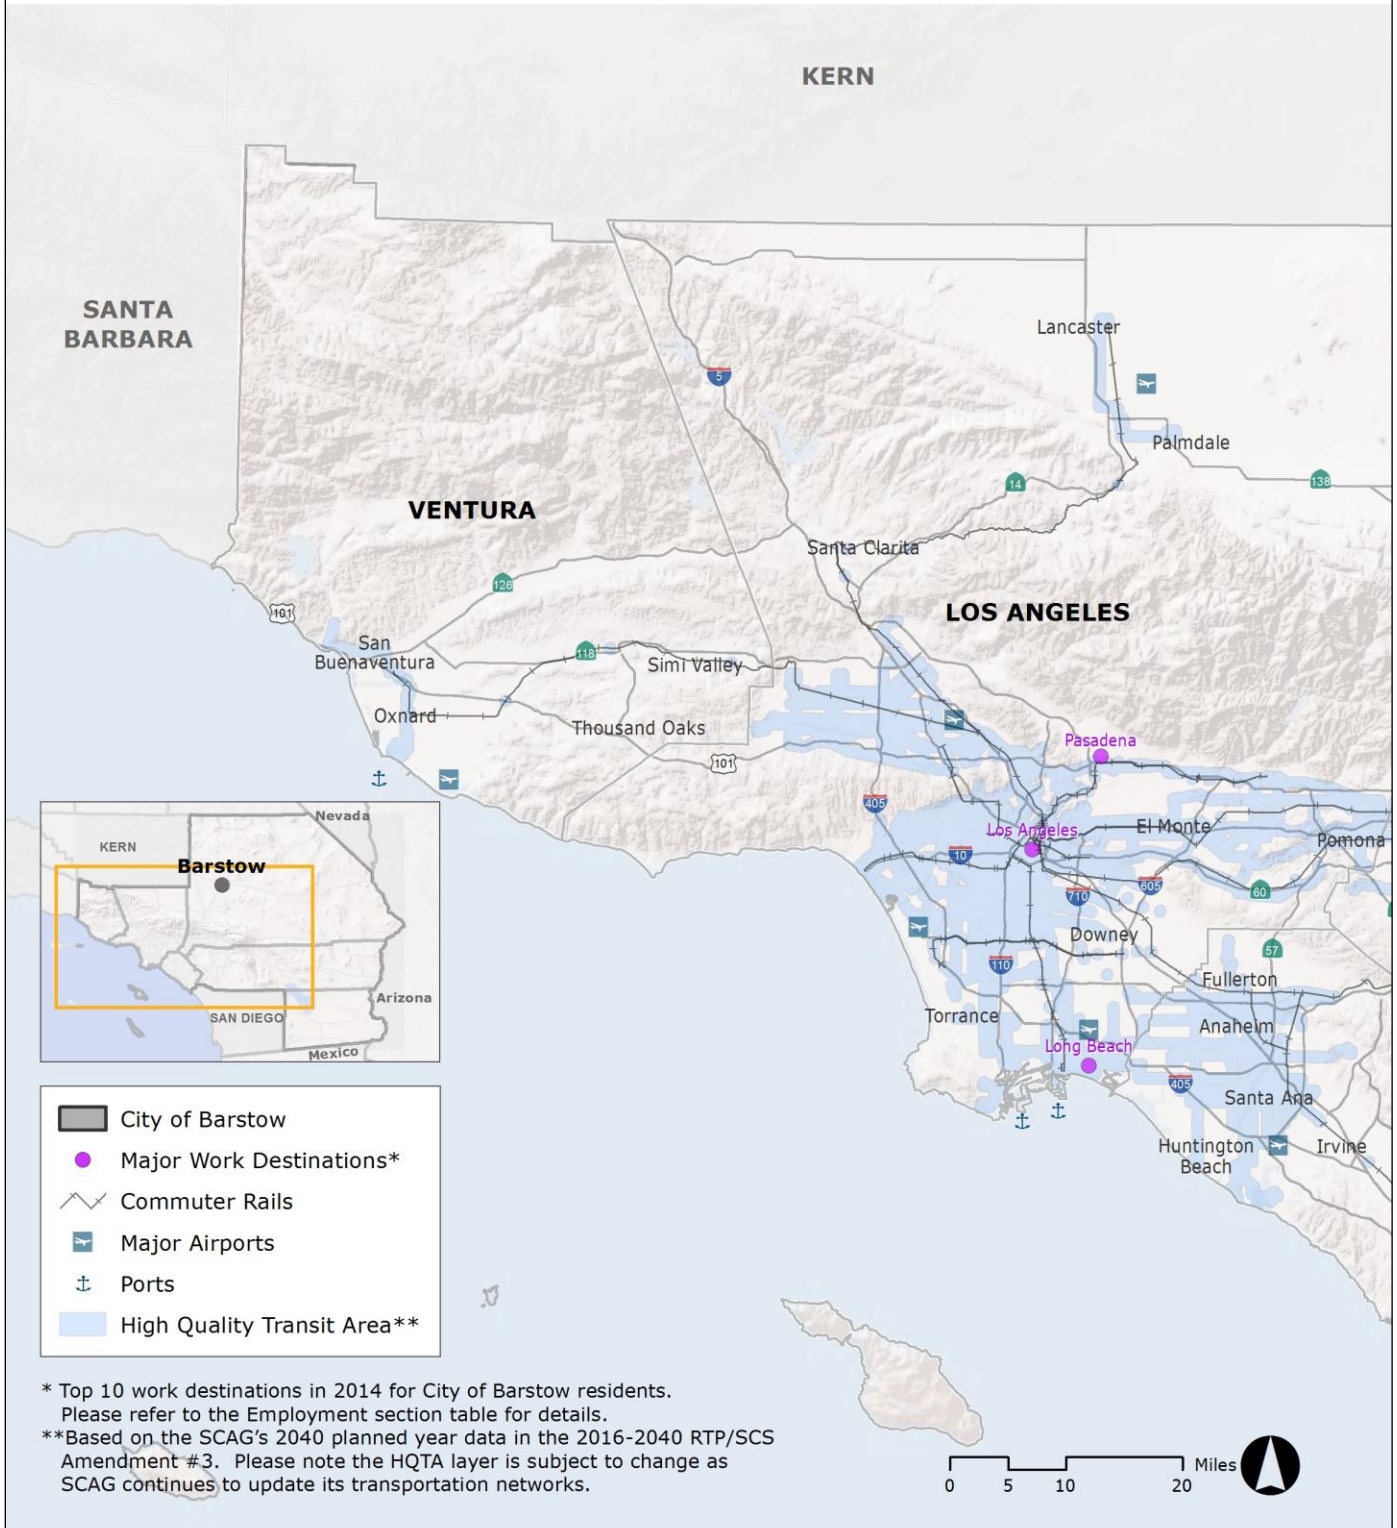 KERN
SANTA
BARBARA
Lancaster
5
Palmdale
14
138
VENTURA
Santa Clarita
126
101
LOS ANGELES
San
Buenaventura
118
Simi Valley
Oxnard
Thousand Oaks
101
Pasadena
405
Los Angeles
El Monte
Pomona
10
605
60
710
Downey
57
110
Fullerton
Torrance
Anaheim
Long Beach
405
Santa Ana
Huntington
Beach
Irvine
Nevada
KERN
Barstow
Arizona
SAN DIEGO
Mexico
City of Barstow
Major Work Destinations*
Commuter Rails
Major Airports
Ports
High Quality Transit Area**
* Top 10 work destinations in 2014 for City of Barstow residents.
Please refer to the Employment section table for details.
**Based on the SCAG's 2040 planned year data in the 2016-2040 RTP/SCS
Amendment #3. Please note the HQTA layer is subject to change as
SCAG continues to update its transportation networks.
Miles
0 5 10 20